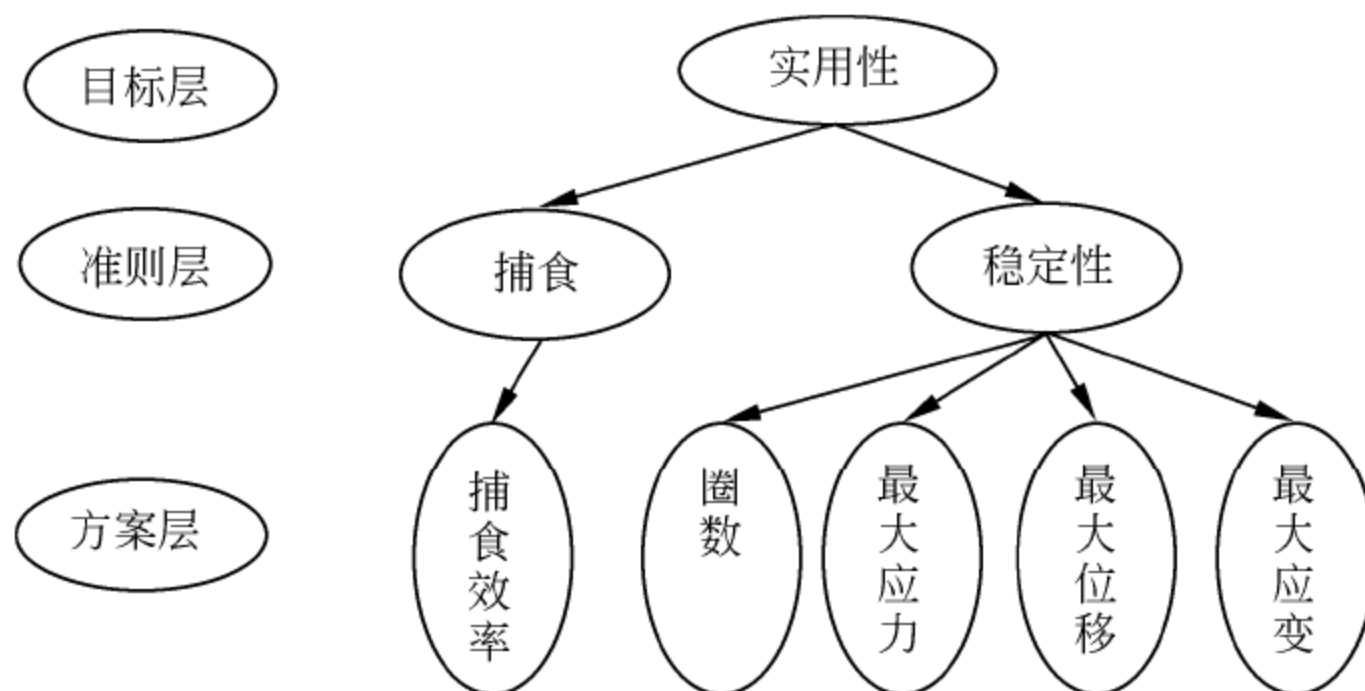 目标层
实用性
准则层
捕食
稳定性
方案层
捕食效率
圈数
最大应力
最大位移
最大应变